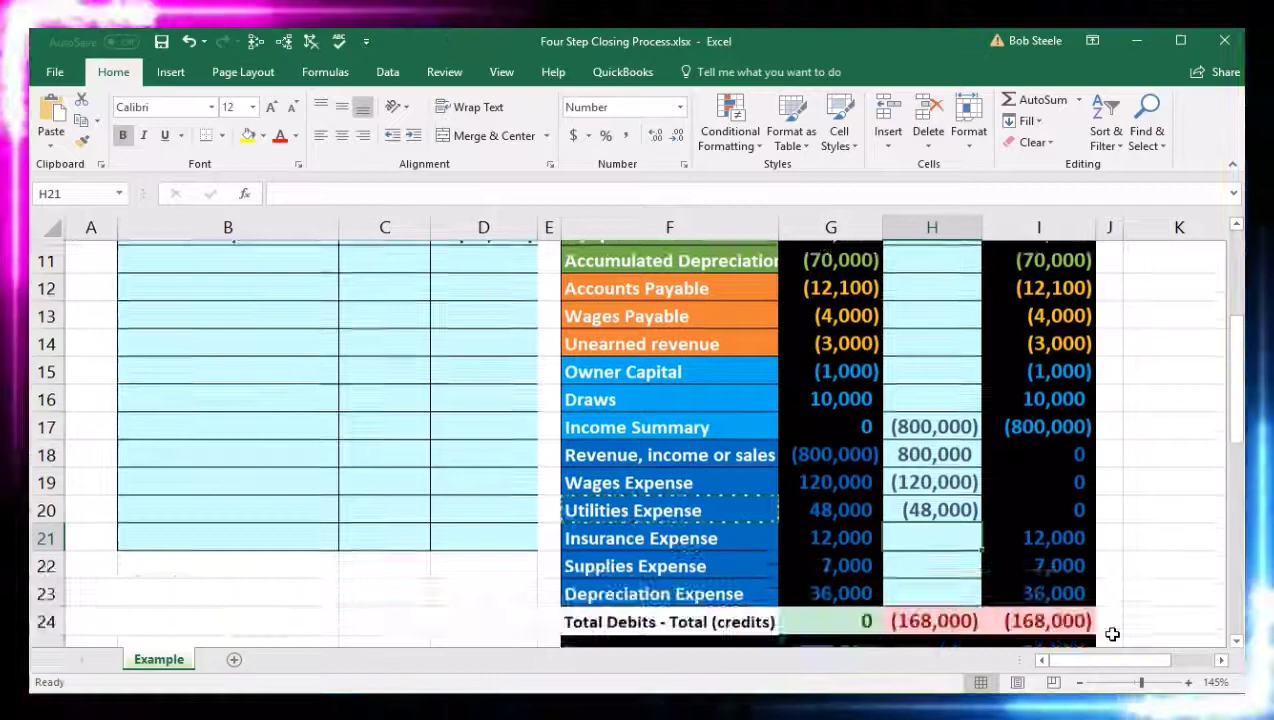 AutoSave Off Four Step Closing Process.xlsx - Excel Bob Steele
File Home Insert Page Layout Formulas Data Review View Help QuickBooks Tell me what you want to do Share
Paste Calibri 12 Wrap Text Number Conditional Format as Cell Insert Delete Format AutoSum Sort & Find &
B I U Merge & Center $ % Formatting Table Styles Fill Filter Select
Clear
Clipboard Font Alignment Number Styles Cells Editing
H21 fx
A B C D E F G H I J K
11 Accumulated Depreciation (70,000) (70,000)
12 Accounts Payable (12,100) (12,100)
13 Wages Payable (4,000) (4,000)
14 Unearned revenue (3,000) (3,000)
15 Owner Capital (1,000) (1,000)
16 Draws 10,000 10,000
17 Income Summary 0 (800,000) (800,000)
18 Revenue, income or sales (800,000) 800,000 0
19 Wages Expense 120,000 (120,000) 0
20 Utilities Expense 48,000 (48,000) 0
21 Insurance Expense 12,000 12,000
22 Supplies Expense 7,000 7,000
23 Depreciation Expense 36,000 36,000
24 Total Debits - Total (credits) 0 (168,000) (168,000)
Example
Ready 145%